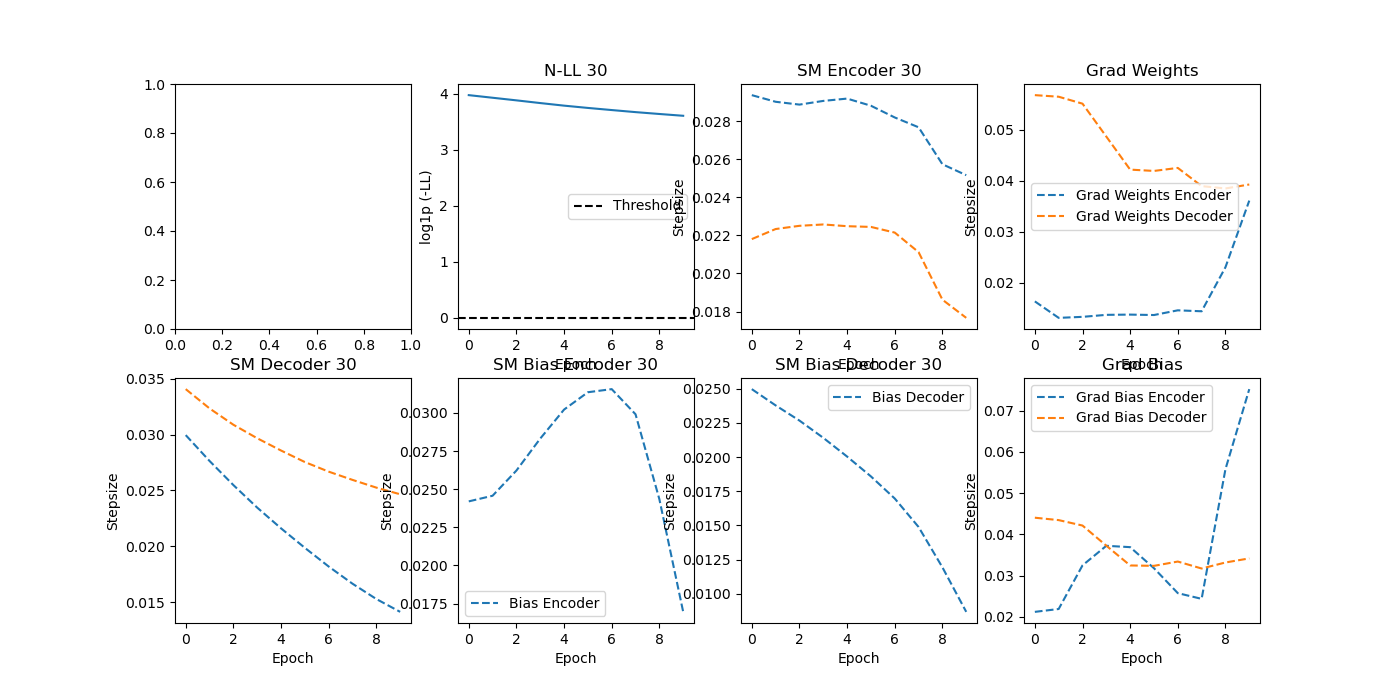 N-LL 30
SM Encoder 30
Grad Weights
1.0
0.8
0.6
0.4
0.2
0.0
0.0 0.2 0.4 0.6 0.8 1.0
log1p (-LL)
4
3
2
1
0
Threshold
0 2 4 6 8
Epoch
Stepsize
0.028
0.026
0.024
0.022
0.020
0.018
0 2 4 6 8
Epoch
Stepsize
0.05
0.04
0.03
0.02
Grad Weights Encoder
Grad Weights Decoder
0 2 4 6 8
Epoch
SM Decoder 30
SM Bias Encoder 30
SM Bias Decoder 30
Grad Bias
Stepsize
0.035
0.030
0.025
0.020
0.015
0 2 4 6 8
Epoch
Stepsize
0.0300
0.0275
0.0250
0.0225
0.0200
0.0175
Bias Encoder
0 2 4 6 8
Epoch
Stepsize
0.0250
0.0225
0.0200
0.0175
0.0150
0.0125
0.0100
Bias Decoder
0 2 4 6 8
Epoch
Stepsize
0.07
0.06
0.05
0.04
0.03
0.02
Grad Bias Encoder
Grad Bias Decoder
0 2 4 6 8
Epoch